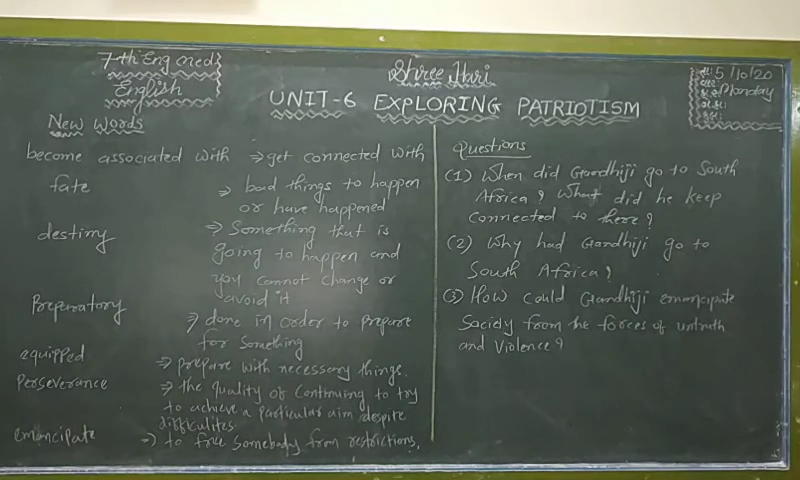 7th Eng med
English
Shree Hari
5/10/20
Monday
UNIT-6 EXPLORING PATRIOTISM
New Words
become associated with ⇒ get connected with
fate ⇒ bad things to happen
or have happened
destiny ⇒ Something that is
going to happen and
you cannot change or
avoid it
Preparatory ⇒ done in order to prepare
for something
equipped ⇒ prepare with necessary things.
Perseverance ⇒ the quality of continuing to try
to achieve a particular aim despite
difficulites
emancipate ⇒ to free somebody from restrictions.
Questions
(1) When did Gandhiji go to South
Africa? What did he keep
connected to there?
(2) Why had Gandhiji go to
South Africa?
(3) How could Gandhiji emancipate
Society from the forces of untruth
and Violence?